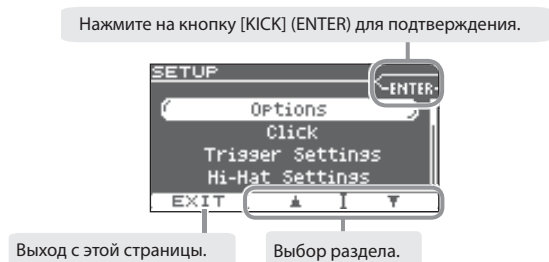 Нажмите на кнопку [KICK] (ENTER) для подтверждения.
SETUP
-ENTER-
Options
Click
Trigger Settings
Hi-Hat Settings
EXIT
Выход с этой страницы.
Выбор раздела.